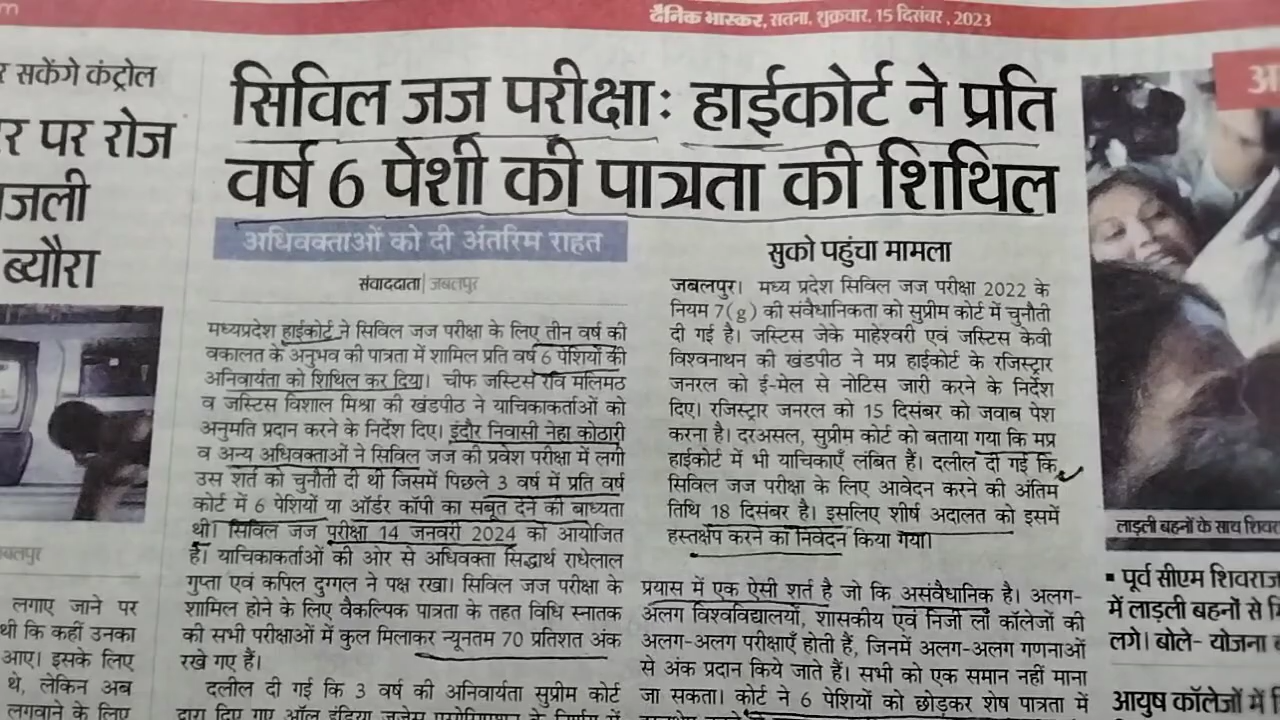 दैनिक भास्कर, सतना, शुक्रवार, 15 दिसंबर, 2023
सकेंगे कंट्रोल
पर रोज
ब्यौरा
सिविल जज परीक्षा: हाईकोर्ट ने प्रति
वर्ष 6 पेशी की पात्रता की शिथिल
अधिवक्ताओं को दी अंतरिम राहत
संवाददाता | जबलपुर
मध्यप्रदेश हाईकोर्ट ने सिविल जज परीक्षा के लिए तीन वर्ष की
वकालत के अनुभव की पात्रता में शामिल प्रति वर्ष 6 पेशियों की
अनिवार्यता को शिथिल कर दिया। चीफ जस्टिस रवि मलिमठ
व जस्टिस विशाल मिश्रा की खंडपीठ ने याचिकाकर्ताओं को
अनुमति प्रदान करने के निर्देश दिए। इंदौर निवासी नेहा कोठारी
व अन्य अधिवक्ताओं ने सिविल जज की प्रवेश परीक्षा में लगी
उस शर्त को चुनौती दी थी जिसमें पिछले 3 वर्ष में प्रति वर्ष
कोर्ट में 6 पेशियों या ऑर्डर कॉपी का सबूत देने की बाध्यता
थी। सिविल जज परीक्षा 14 जनवरी 2024 को आयोजित
है। याचिकाकर्ताओं की ओर से अधिवक्ता सिद्धार्थ राधेलाल
गुप्ता एवं कपिल दुग्गल ने पक्ष रखा। सिविल जज परीक्षा के
शामिल होने के लिए वैकल्पिक पात्रता के तहत विधि स्नातक
की सभी परीक्षाओं में कुल मिलाकर न्यूनतम 70 प्रतिशत अंक
रखे गए हैं।
दलील दी गई कि 3 वर्ष की अनिवार्यता सुप्रीम कोर्ट
सुको पहुंचा मामला
जबलपुर। मध्य प्रदेश सिविल जज परीक्षा 2022 के
नियम 7(g) की संवैधानिकता को सुप्रीम कोर्ट में चुनौती
दी गई है। जस्टिस जेके माहेश्वरी एवं जस्टिस केवी
विश्वनाथन की खंडपीठ ने मप्र हाईकोर्ट के रजिस्ट्रार
जनरल को ई-मेल से नोटिस जारी करने के निर्देश
दिए। रजिस्ट्रार जनरल को 15 दिसंबर को जवाब पेश
करना है। दरअसल, सुप्रीम कोर्ट को बताया गया कि मप्र
हाईकोर्ट में भी याचिकाएँ लंबित हैं। दलील दी गई कि
सिविल जज परीक्षा के लिए आवेदन करने की अंतिम
तिथि 18 दिसंबर है। इसलिए शीर्ष अदालत को इसमें
हस्तक्षेप करने का निवेदन किया गया।
प्रयास में एक ऐसी शर्त है जो कि असंवैधानिक है। अलग-
अलग विश्वविद्यालयों, शासकीय एवं निजी लॉ कॉलेजों की
अलग-अलग परीक्षाएँ होती हैं, जिनमें अलग-अलग गणनाओं
से अंक प्रदान किये जाते हैं। सभी को एक समान नहीं माना
जा सकता। कोर्ट ने 6 पेशियों को छोड़कर शेष पात्रता में
लगाए जाने पर
थी कि कहीं उनका
आए। इसके लिए
थे, लेकिन अब
लगवाने के लिए
लाड़ली बहनों के साथ
▪ पूर्व सीएम
में लाड़ली बहनों से
लगे। बोले- योजना
आयुष कॉलेजों में